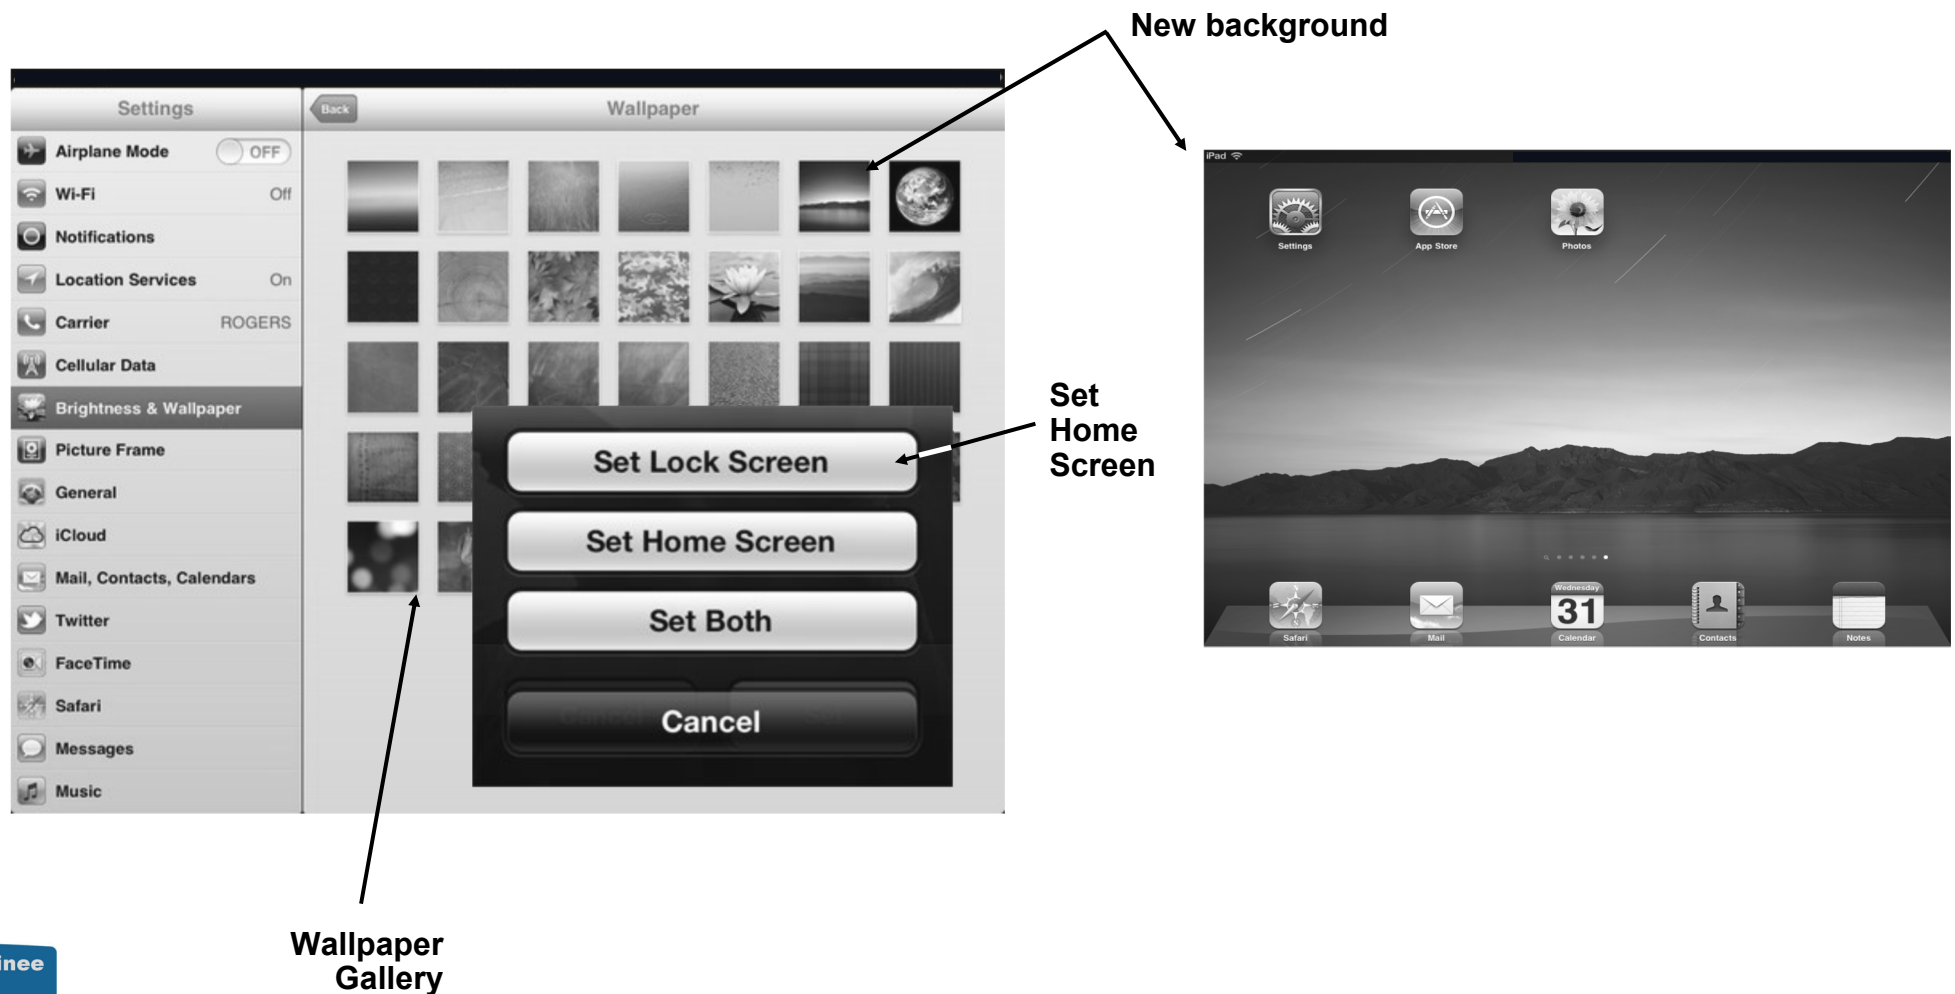 New background
Settings
Back
Wallpaper
Airplane Mode OFF
Wi-Fi Off
Notifications
Location Services On
Carrier ROGERS
Cellular Data
Brightness & Wallpaper
Picture Frame
General
iCloud
Mail, Contacts, Calendars
Twitter
FaceTime
Safari
Messages
Music
Set Lock Screen
Set Home Screen
Set Both
Cancel
Set
Home
Screen
iPad
Settings
App Store
Photos
Wednesday
31
Safari
Mail
Calendar
Contacts
Notes
Wallpaper
Gallery
inee